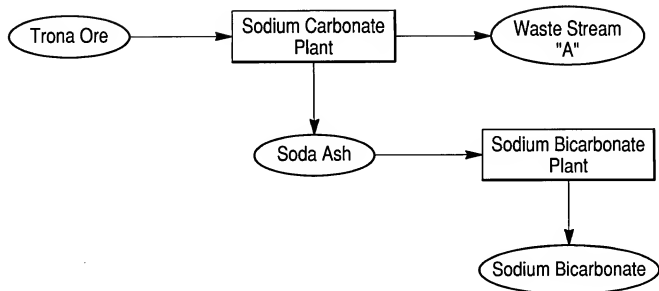 Trona Ore
Sodium Carbonate
Plant
Waste Stream
"A"
Soda Ash
Sodium Bicarbonate
Plant
Sodium Bicarbonate